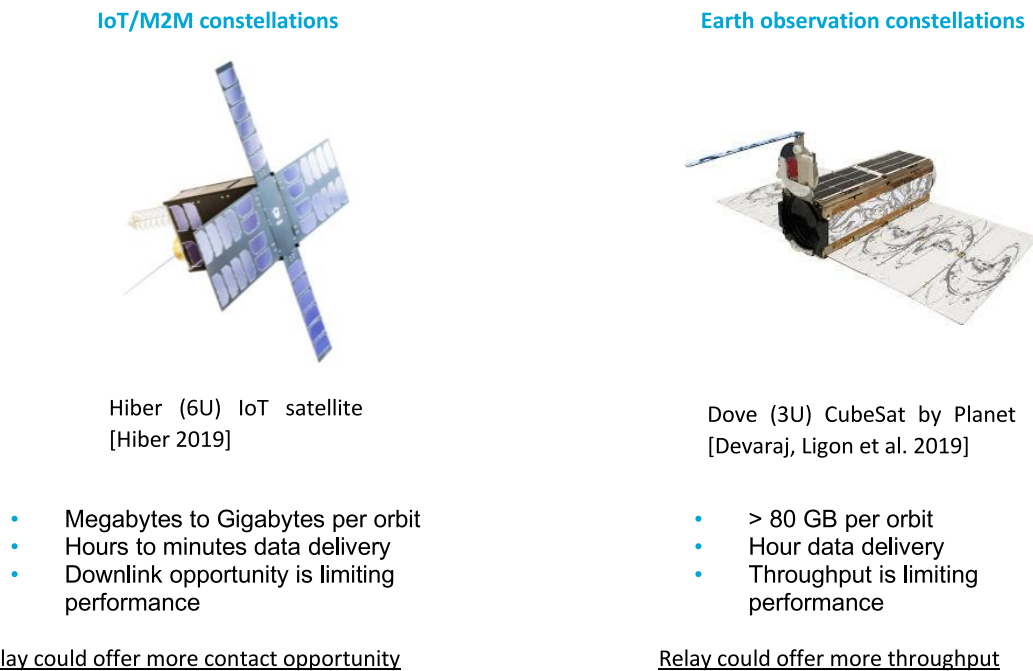 IoT/M2M constellations
Hiber (6U) IoT satellite
[Hiber 2019]
• Megabytes to Gigabytes per orbit
• Hours to minutes data delivery
• Downlink opportunity is limiting
performance
lay could offer more contact opportunity
Earth observation constellations
Dove (3U) CubeSat by Planet
[Devaraj, Ligon et al. 2019]
• > 80 GB per orbit
• Hour data delivery
• Throughput is limiting
performance
Relay could offer more throughput